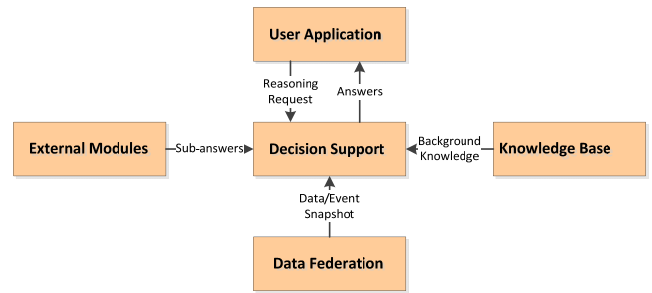 User Application
Reasoning
Request
Answers
External Modules
Sub-answers
Decision Support
Background
Knowledge
Knowledge Base
Data/Event
Snapshot
Data Federation